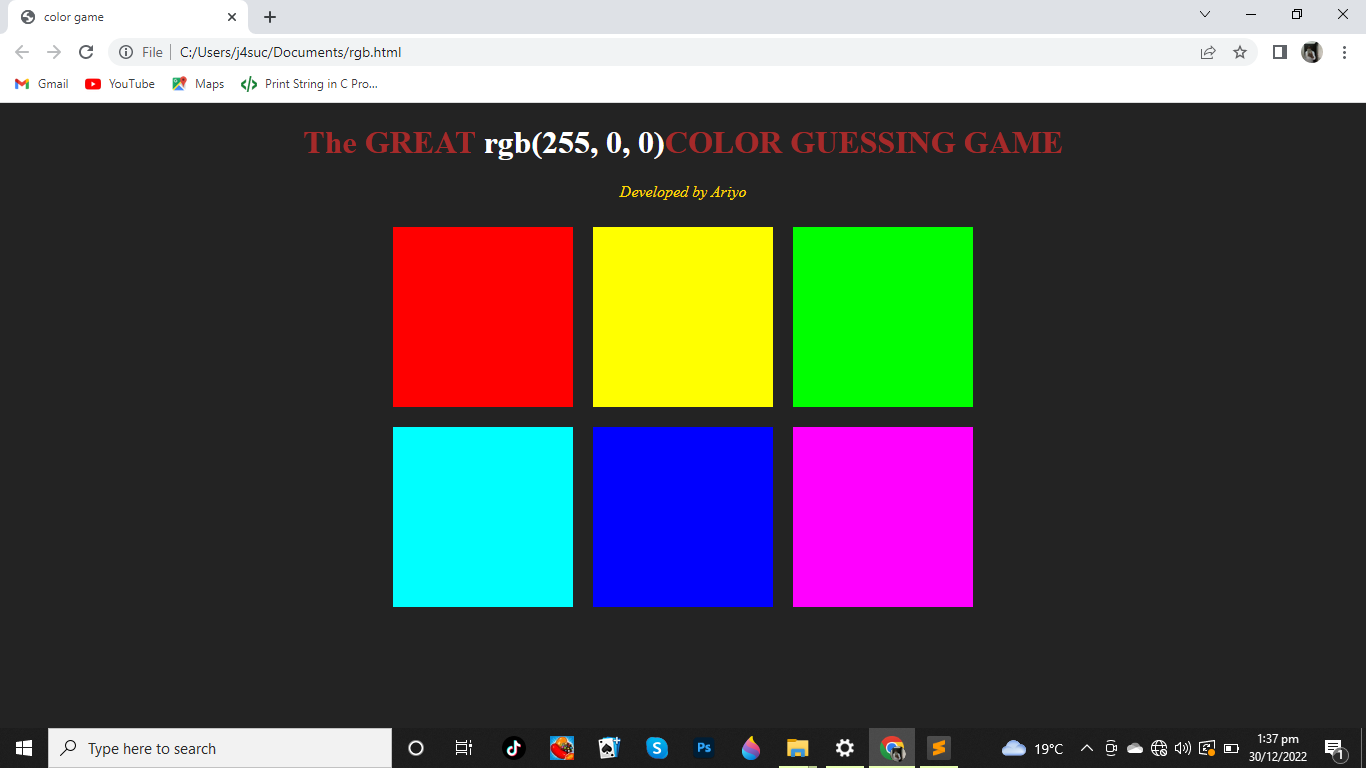 color game
File
C:/Users/j4suc/Documents/rgb.html
Gmail
YouTube
Maps
Print String in C Pro...
The GREAT rgb(255, 0, 0)COLOR GUESSING GAME
Developed by Ariyo
Type here to search
Ps
19°C
1:37 pm
30/12/2022
1